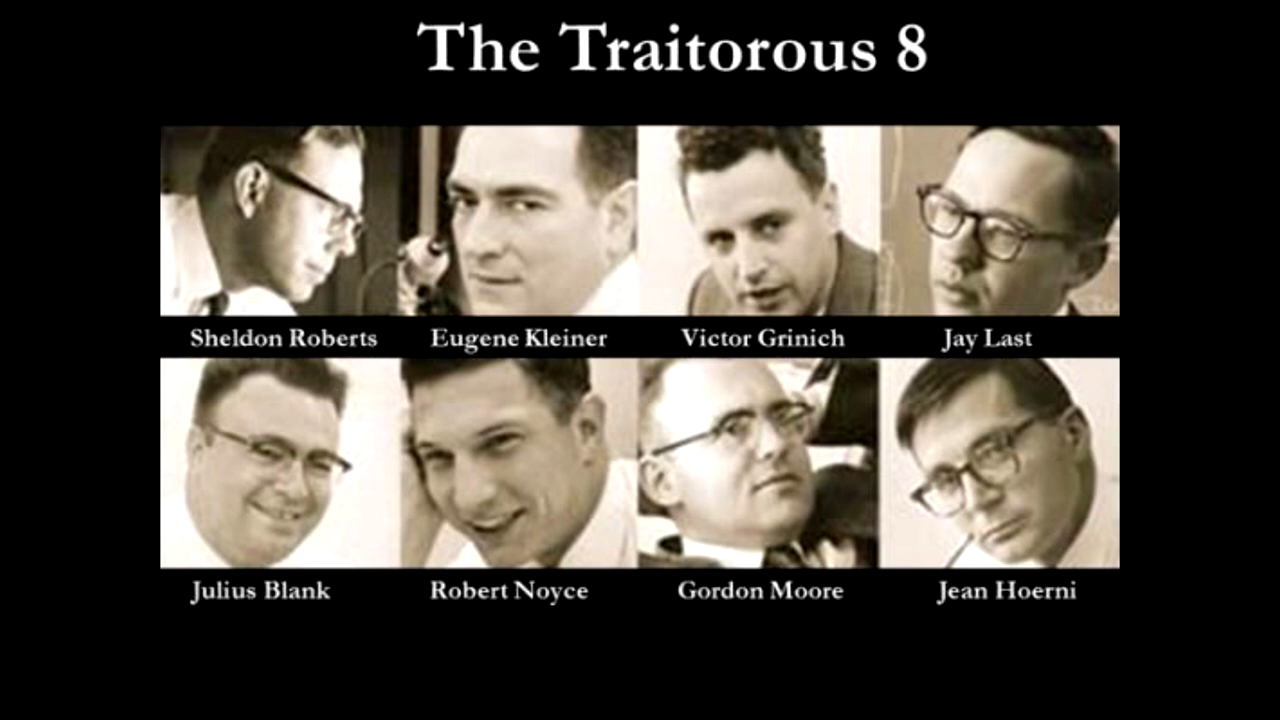 The Traitorous 8
Sheldon Roberts Eugene Kleiner Victor Grinich Jay Last
Julius Blank Robert Noyce Gordon Moore Jean Hoerni